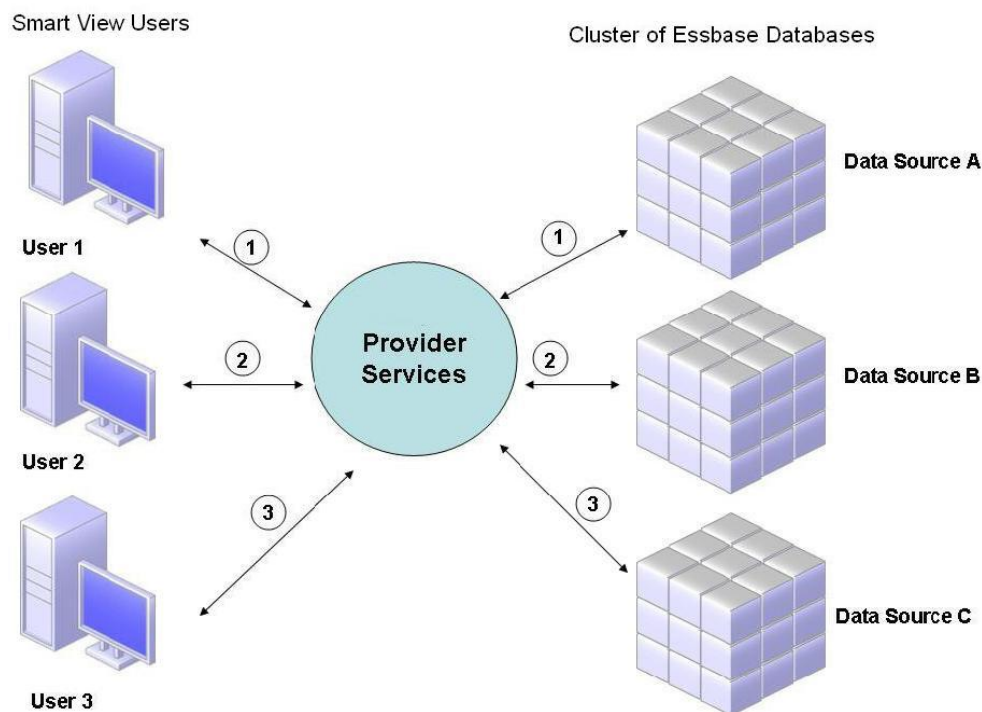 Smart View Users
Cluster of Essbase Databases
Data Source A
User 1
1
1
Provider
Services
2
2
Data Source B
User 2
3
3
Data Source C
User 3